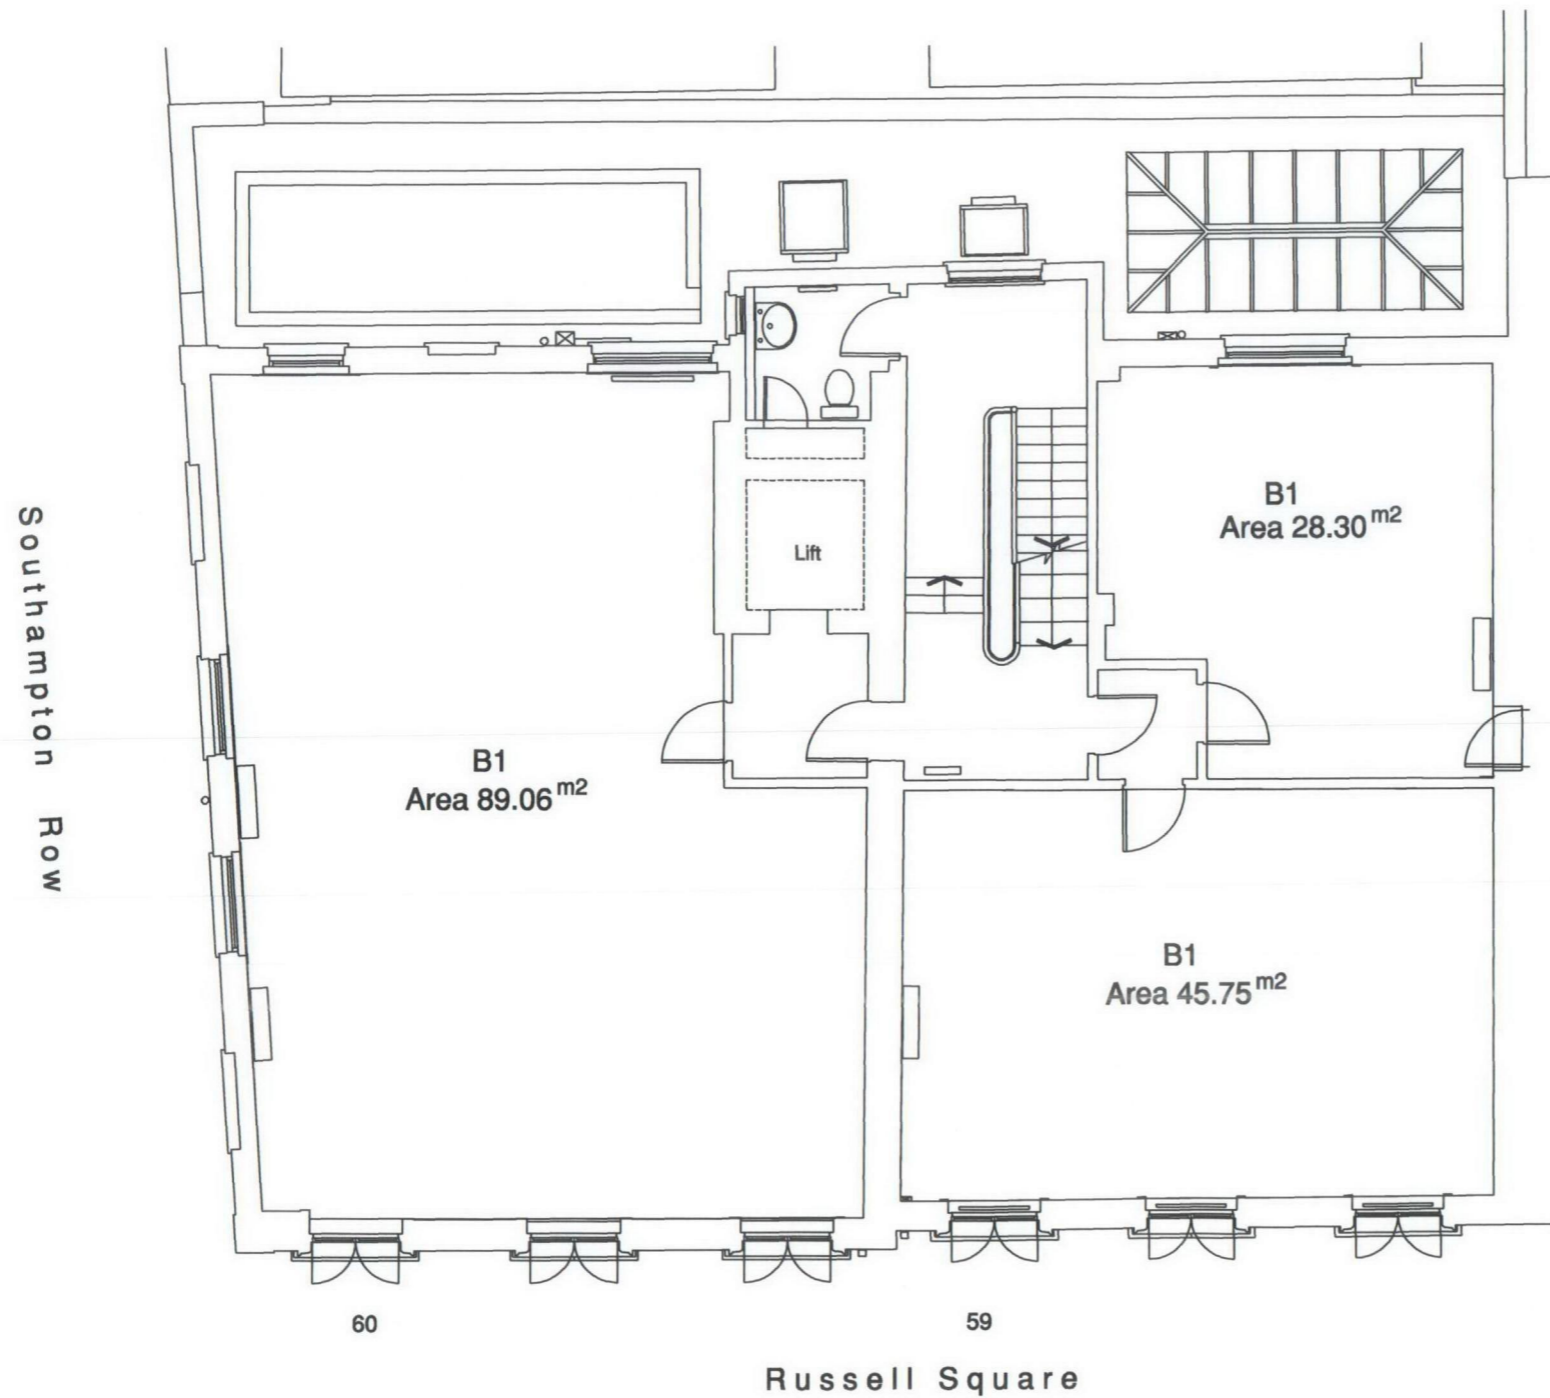 B1
Area 28.30 m2
Lift
Southampton Row
B1
Area 89.06 m2
B1
Area 45.75 m2
60
59
Russell Square